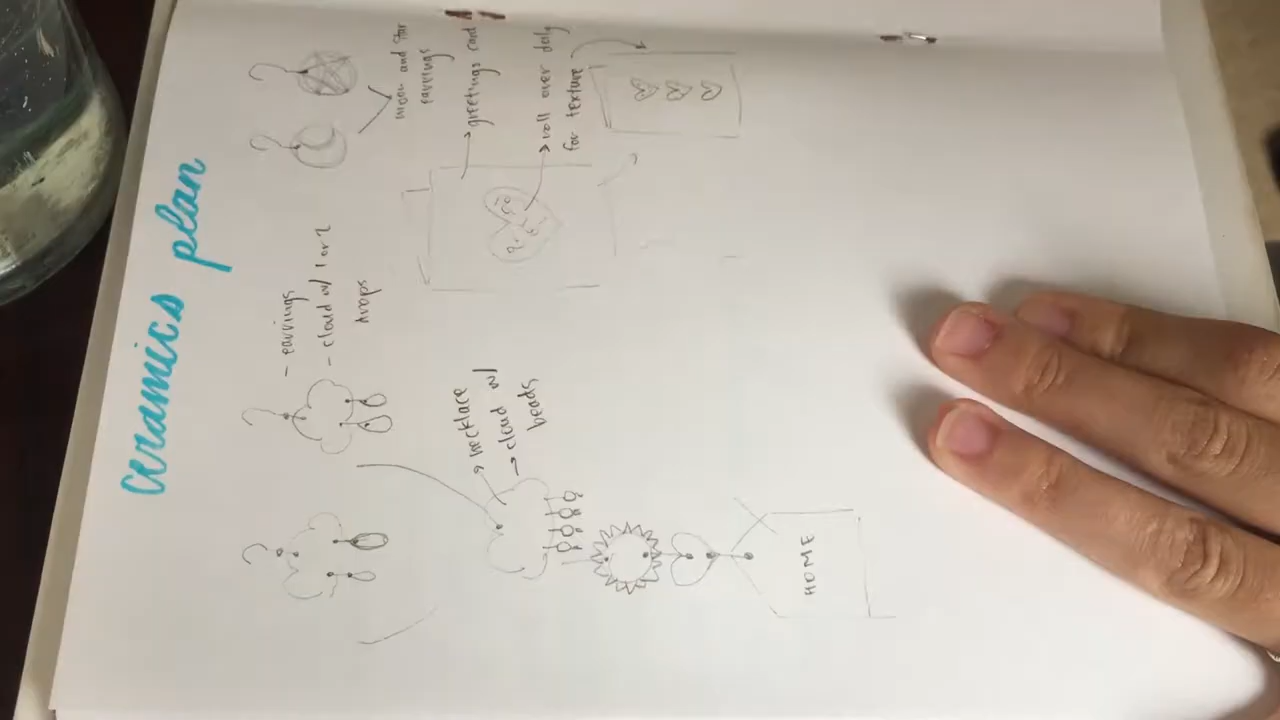 ceramics plan
- earrings
- cloud w/ 1 or 2
drops
moon and star
earrings
necklace
cloud w/
beads
greetings card
roll over doily
for texture
HOME